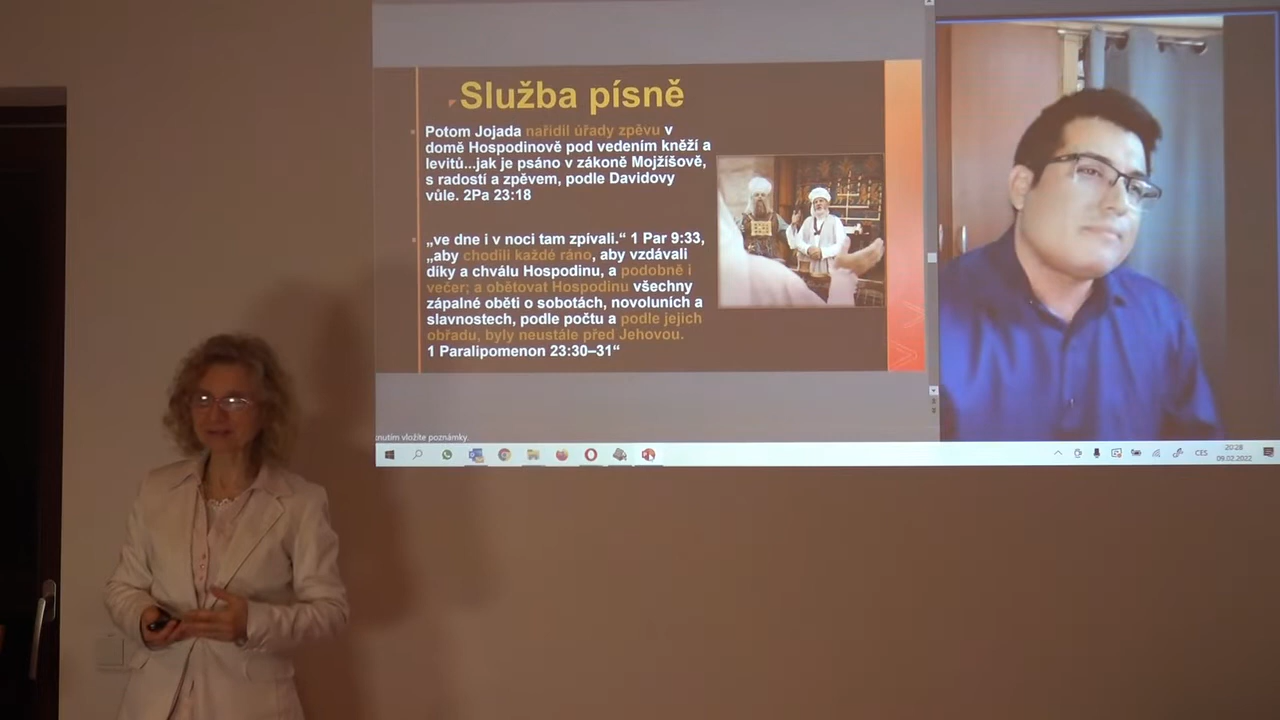 Služba písně
Potom Jojada nařídil úřady zpěvu v
domě Hospodinově pod vedením kněží a
levitů...jak je psáno v zákoně Mojžíšově,
s radostí a zpěvem, podle Davidovy
vůle. 2Pa 23:18
„ve dne i v noci tam zpívali.“ 1 Par 9:33,
„aby chodili každé ráno, aby vzdávali
díky a chválu Hospodinu, a podobně i
večer; a obětovat Hospodinu všechny
zápalné oběti o sobotách, novoluních a
slavnostech, podle počtu a podle jejich
obřadu, byly neustále před Jehovou.
1 Paralipomenon 23:30–31“
knutím vložíte poznámky.
CES
20:28
09.02.2022